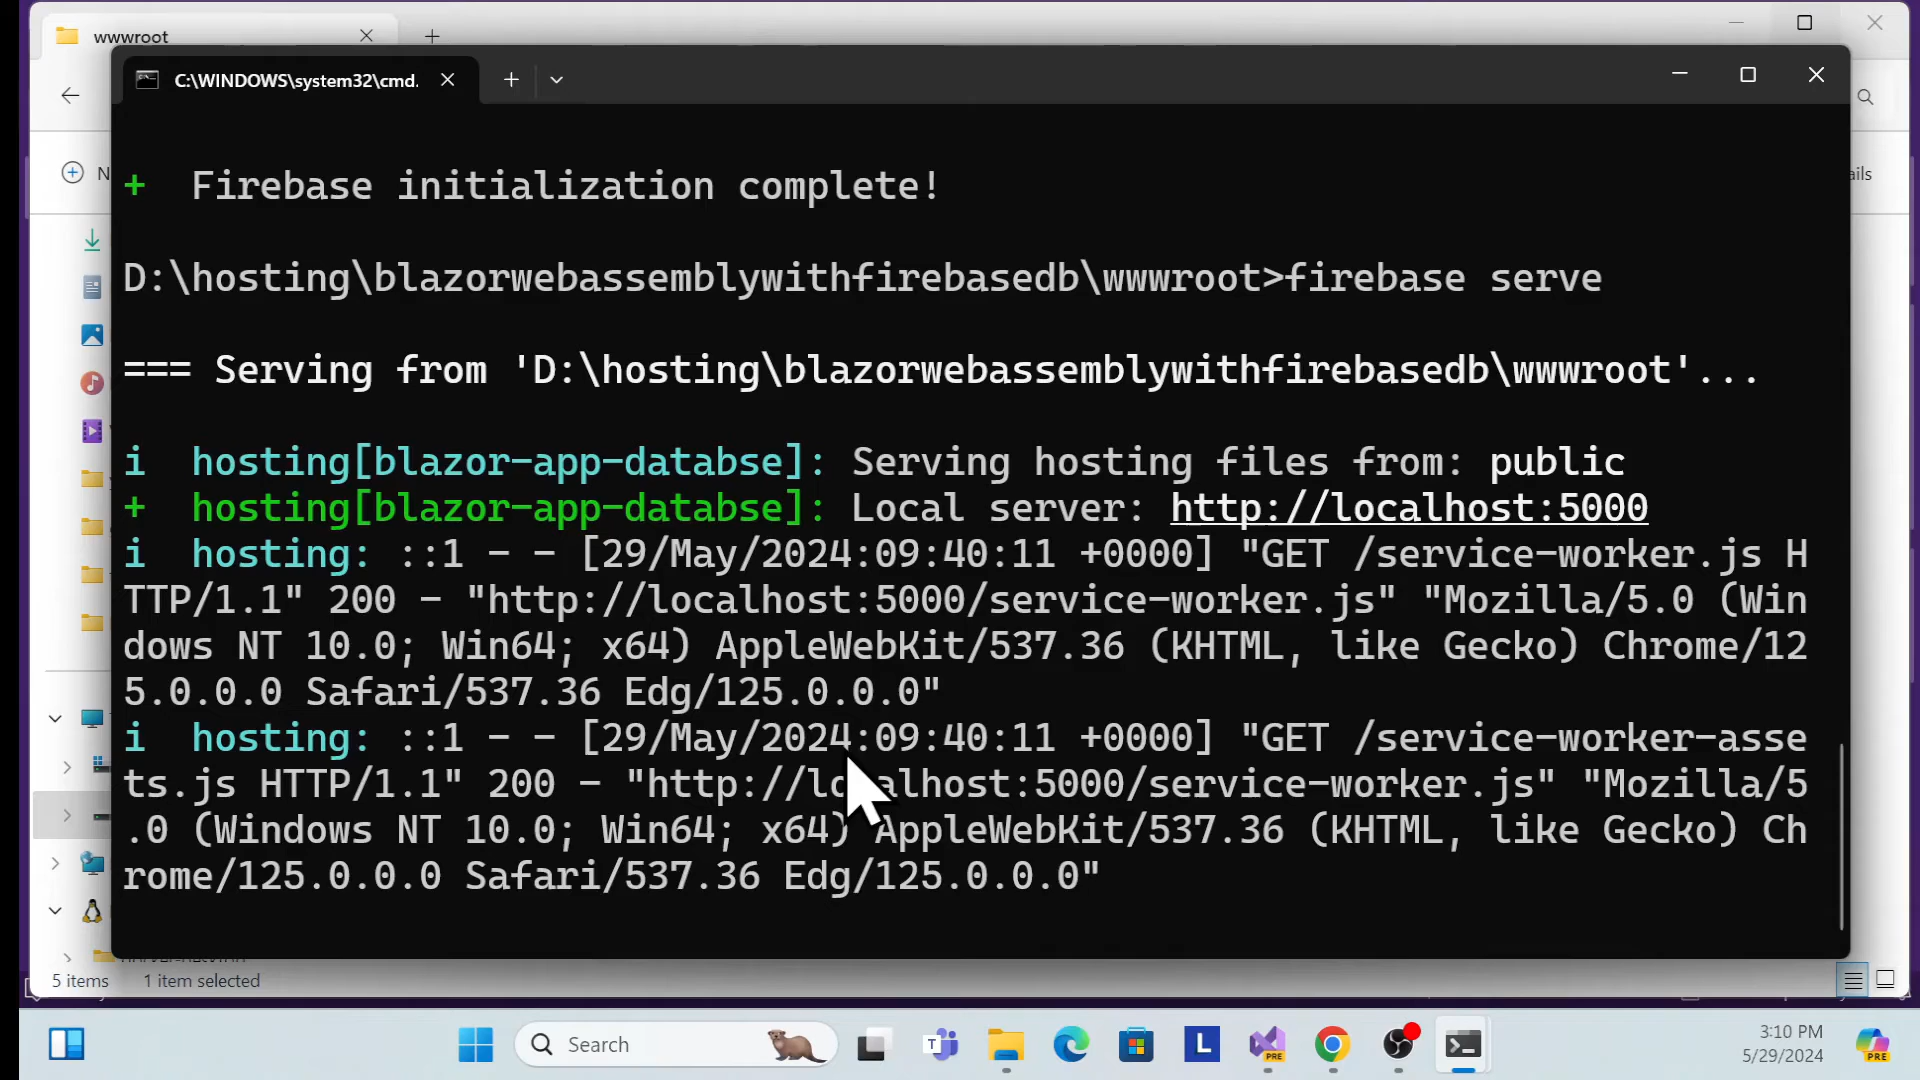 wwwroot
C:\WINDOWS\system32\cmd.
N
ails
+ Firebase initialization complete!
D:\hosting\blazorwebassemblywithfirebasedb\wwwroot>firebase serve
=== Serving from 'D:\hosting\blazorwebassemblywithfirebasedb\wwwroot'...
i hosting[blazor-app-databse]: Serving hosting files from: public
+ hosting[blazor-app-databse]: Local server: http://localhost:5000
i hosting: ::1 - - [29/May/2024:09:40:11 +0000] "GET /service-worker.js H
TTP/1.1" 200 - "http://localhost:5000/service-worker.js" "Mozilla/5.0 (Win
dows NT 10.0; Win64; x64) AppleWebKit/537.36 (KHTML, like Gecko) Chrome/12
5.0.0.0 Safari/537.36 Edg/125.0.0.0"
i hosting: ::1 - - [29/May/2024:09:40:11 +0000] "GET /service-worker-asse
ts.js HTTP/1.1" 200 - "http://localhost:5000/service-worker.js" "Mozilla/5
.0 (Windows NT 10.0; Win64; x64) AppleWebKit/537.36 (KHTML, like Gecko) Ch
rome/125.0.0.0 Safari/537.36 Edg/125.0.0.0"
5 items 1 item selected
Search
3:10 PM
5/29/2024